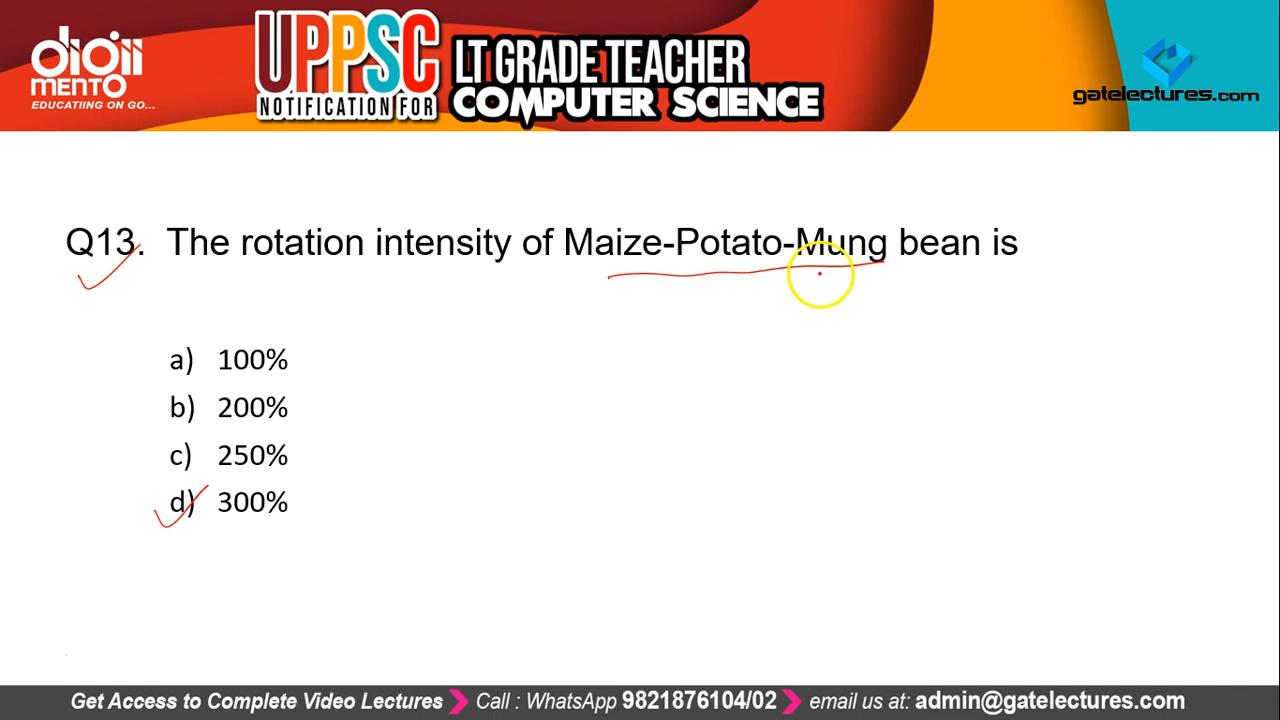 digii
MENTO
EDUCATIING ON GO...
UPPSC
NOTIFICATION FOR
LT GRADE TEACHER
COMPUTER SCIENCE
gatelectures.com
Q13. The rotation intensity of Maize-Potato-Mung bean is
a) 100%
b) 200%
c) 250%
d) 300%
Get Access to Complete Video Lectures Call : WhatsApp 9821876104/02 email us at: admin@gatelectures.com